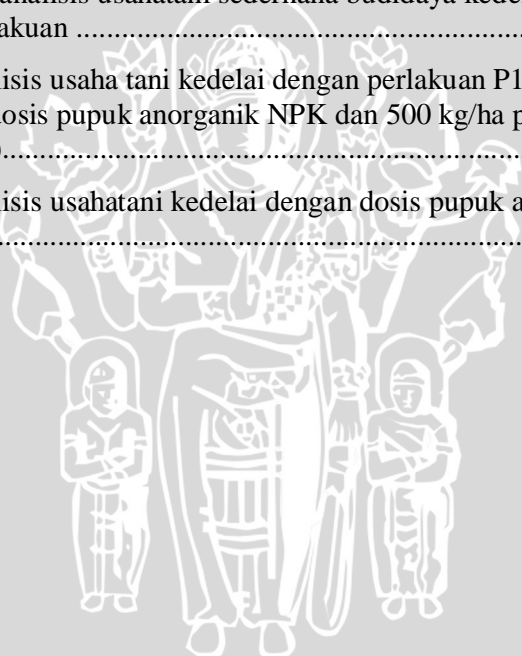 analisis usahatani sederhana budidaya kede
akuan ......................................................
isis usaha tani kedelai dengan perlakuan P1
dosis pupuk anorganik NPK dan 500 kg/ha p
...............................................................
isis usahatani kedelai dengan dosis pupuk a
...............................................................